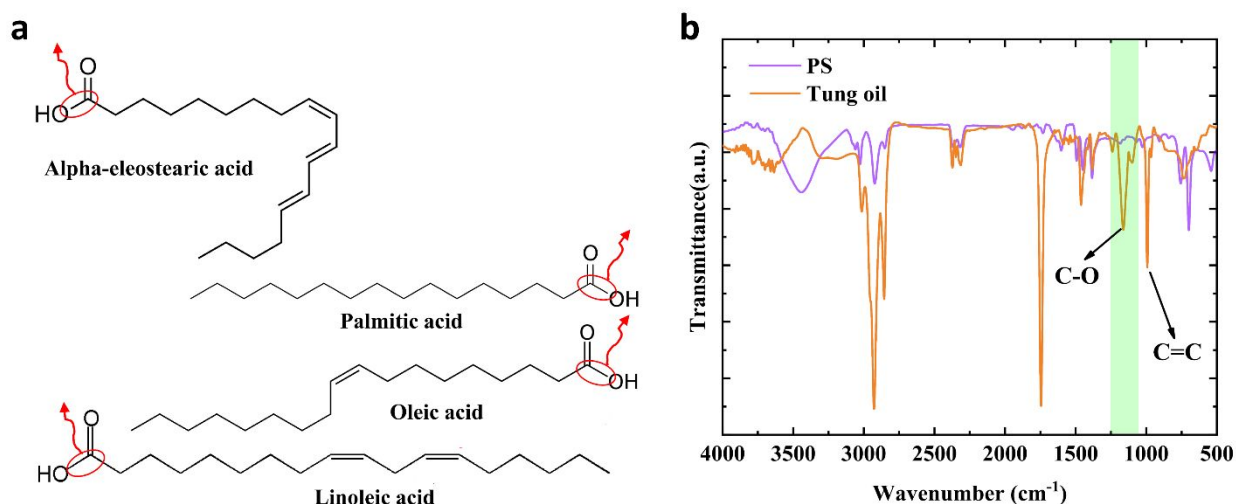 a
O
HO
Alpha-eleostearic acid
O
OH
Palmitic acid
O
OH
Oleic acid
O
HO
Linoleic acid
b
PS
Tung oil
Transmittance(a.u.)
C-O
C=C
4000 3500 3000 2500 2000 1500 1000 500
Wavenumber (cm⁻¹)